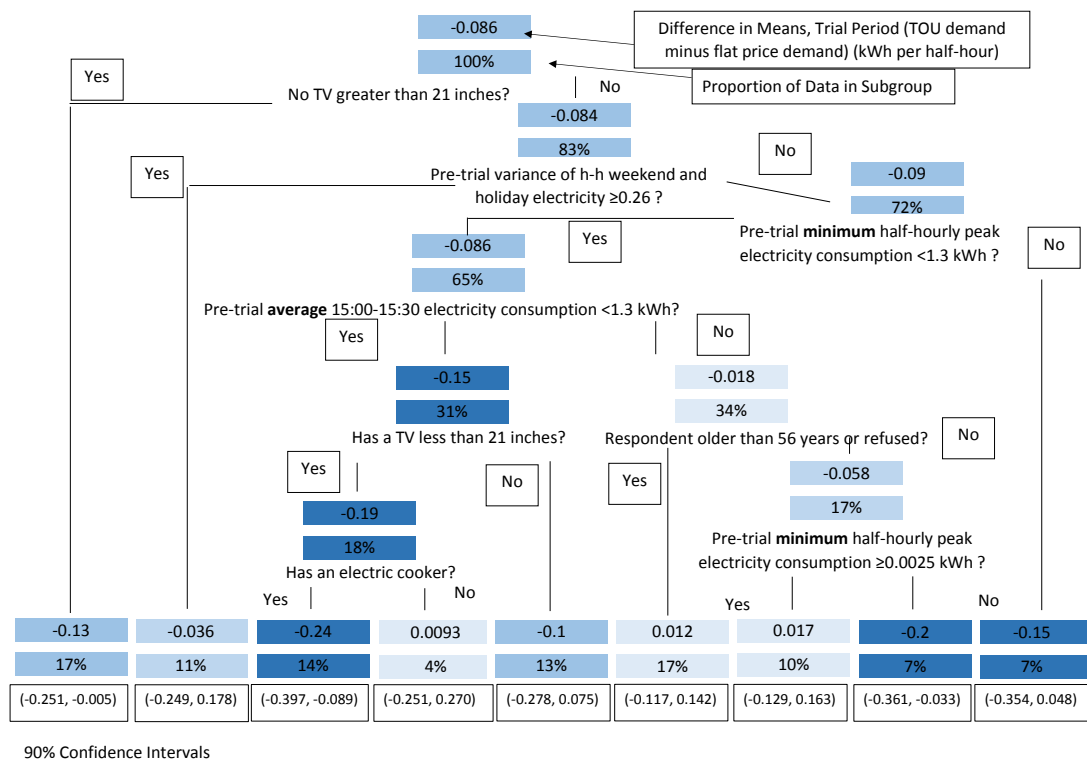 -0.086
Difference in Means, Trial Period (TOU demand
minus flat price demand) (kWh per half-hour)
100%
Proportion of Data in Subgroup
Yes
No TV greater than 21 inches?
No
-0.084
83%
Yes
No
Pre-trial variance of h-h weekend and
holiday electricity ≥0.26 ?
-0.09
72%
Pre-trial minimum half-hourly peak
electricity consumption <1.3 kWh ?
Yes
No
-0.086
65%
Pre-trial average 15:00-15:30 electricity consumption <1.3 kWh?
Yes
No
-0.15
31%
-0.018
34%
Has a TV less than 21 inches?
Respondent older than 56 years or refused?
No
Yes
No
Yes
-0.058
17%
-0.19
18%
Pre-trial minimum half-hourly peak
electricity consumption ≥0.0025 kWh ?
Has an electric cooker?
Yes
No
Yes
No
-0.13
-0.036
-0.24
0.0093
-0.1
0.012
0.017
-0.2
-0.15
17%
11%
14%
4%
13%
17%
10%
7%
7%
(-0.251, -0.005)
(-0.249, 0.178)
(-0.397, -0.089)
(-0.251, 0.270)
(-0.278, 0.075)
(-0.117, 0.142)
(-0.129, 0.163)
(-0.361, -0.033)
(-0.354, 0.048)
90% Confidence Intervals